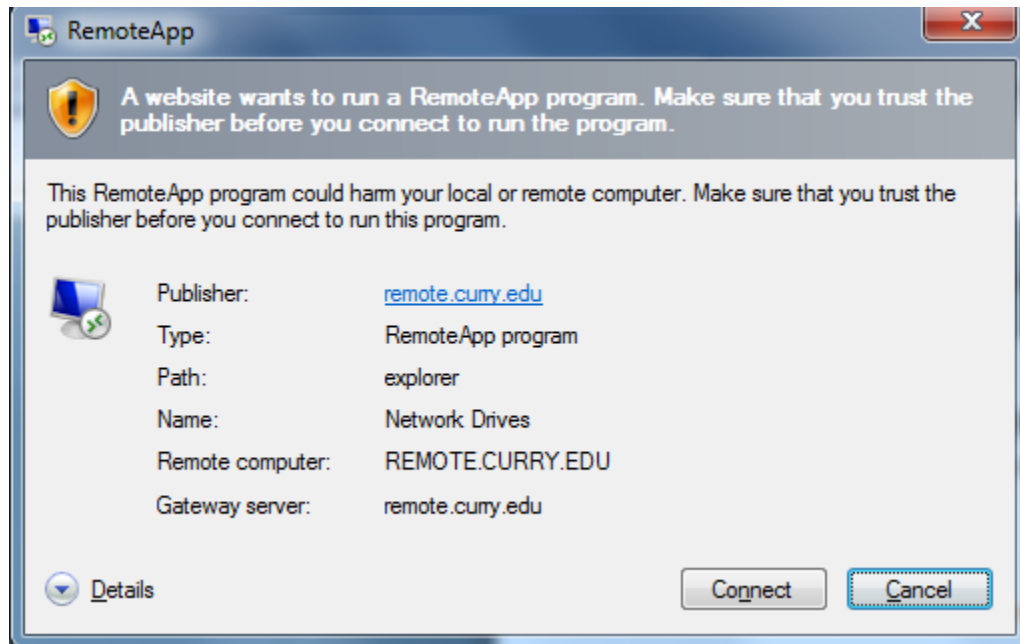 RemoteApp
A website wants to run a RemoteApp program. Make sure that you trust the
publisher before you connect to run the program.
This RemoteApp program could harm your local or remote computer. Make sure that you trust the
publisher before you connect to run this program.
Publisher: remote.curry.edu
Type: RemoteApp program
Path: explorer
Name: Network Drives
Remote computer: REMOTE.CURRY.EDU
Gateway server: remote.curry.edu
Details Connect Cancel